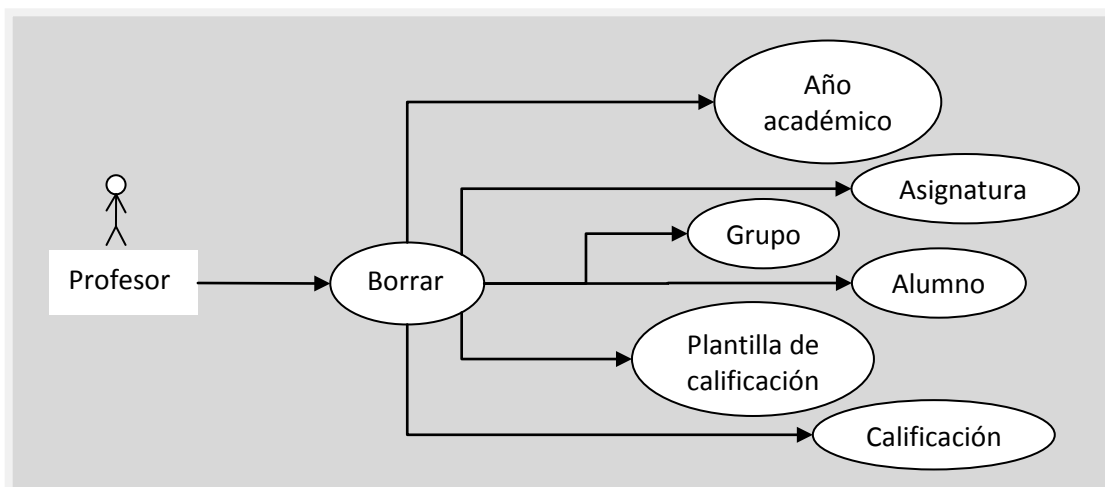 Año
académico
Asignatura
Grupo
Profesor
Borrar
Alumno
Plantilla de
calificación
Calificación